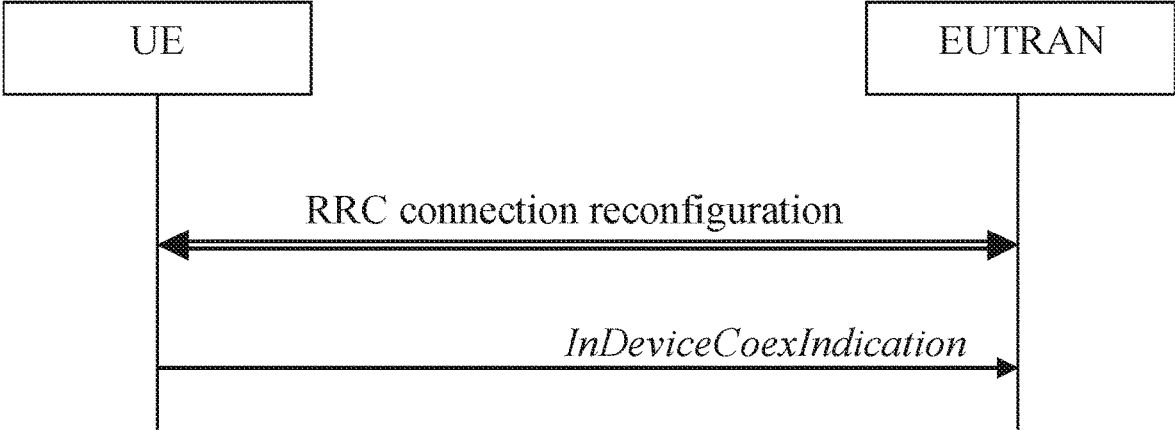 UE
EUTRAN
RRC connection reconfiguration
InDeviceCoexIndication